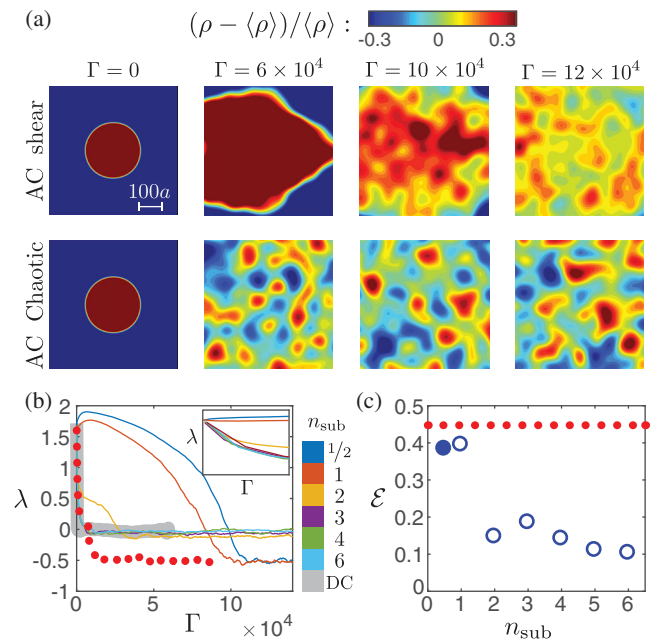 (a) (ρ − ⟨ρ⟩)/⟨ρ⟩ :
-0.3 0 0.3
Γ = 0 Γ = 6 × 10⁴ Γ = 10 × 10⁴ Γ = 12 × 10⁴
AC shear
100a
AC Chaotic
(b)
2
1.5
1
0.5
0
-0.5
-1
λ
0 5 10
Γ × 10⁴
λ
Γ
n_sub
1/2
1
2
3
4
6
DC
(c)
0.5
0.4
0.3
0.2
0.1
0
ℰ
0 1 2 3 4 5 6
n_sub